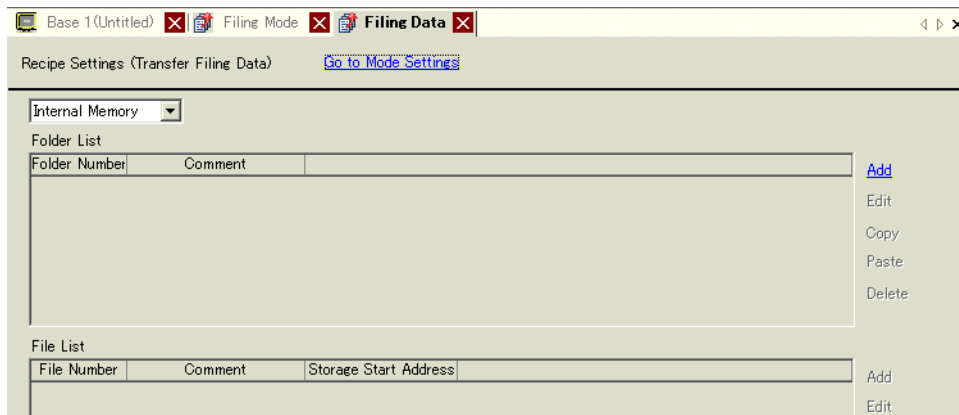 Base 1(Untitled) Filing Mode Filing Data
Recipe Settings (Transfer Filing Data) Go to Mode Settings
Internal Memory
Folder List
Folder Number Comment
Add
Edit
Copy
Paste
Delete
File List
File Number Comment Storage Start Address
Add
Edit